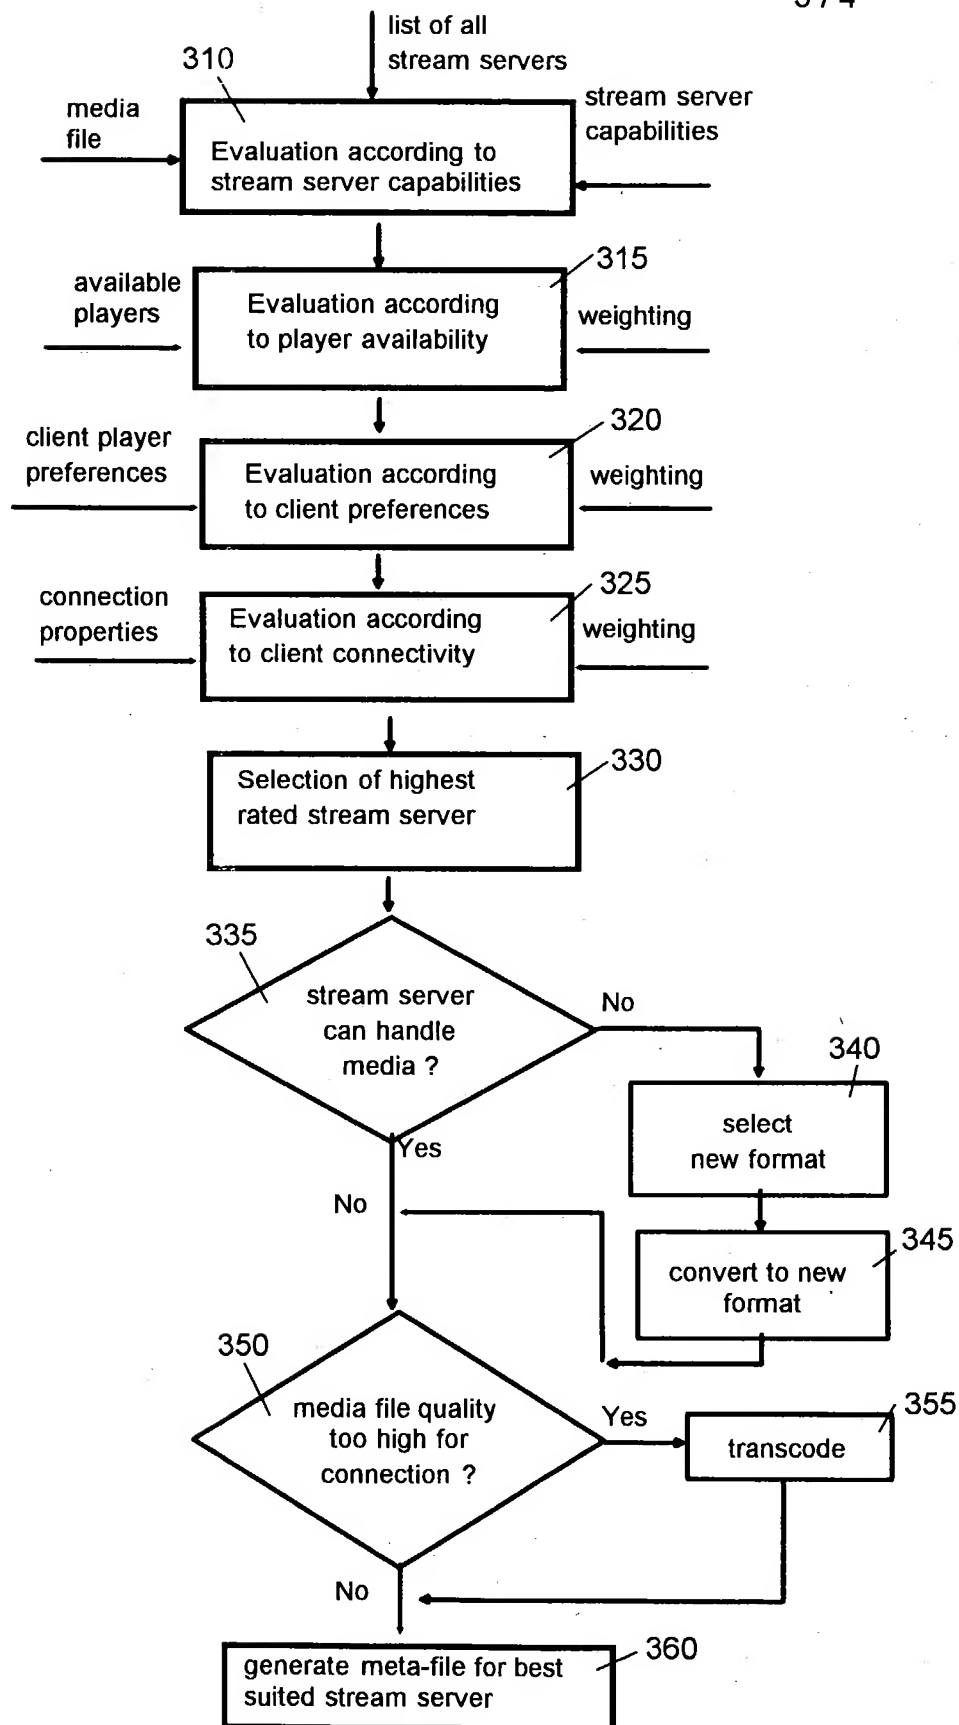 3 / 4
list of all
stream servers
310
media
file
stream server
capabilities
Evaluation according to
stream server capabilities
315
available
players
Evaluation according
to player availability
weighting
320
client player
preferences
Evaluation according
to client preferences
weighting
325
connection
properties
Evaluation according
to client connectivity
weighting
330
Selection of highest
rated stream server
335
stream server
can handle
media ?
No
340
select
new format
Yes
No
345
convert to new
format
350
media file quality
too high for
connection ?
Yes
355
transcode
No
360
generate meta-file for best
suited stream server